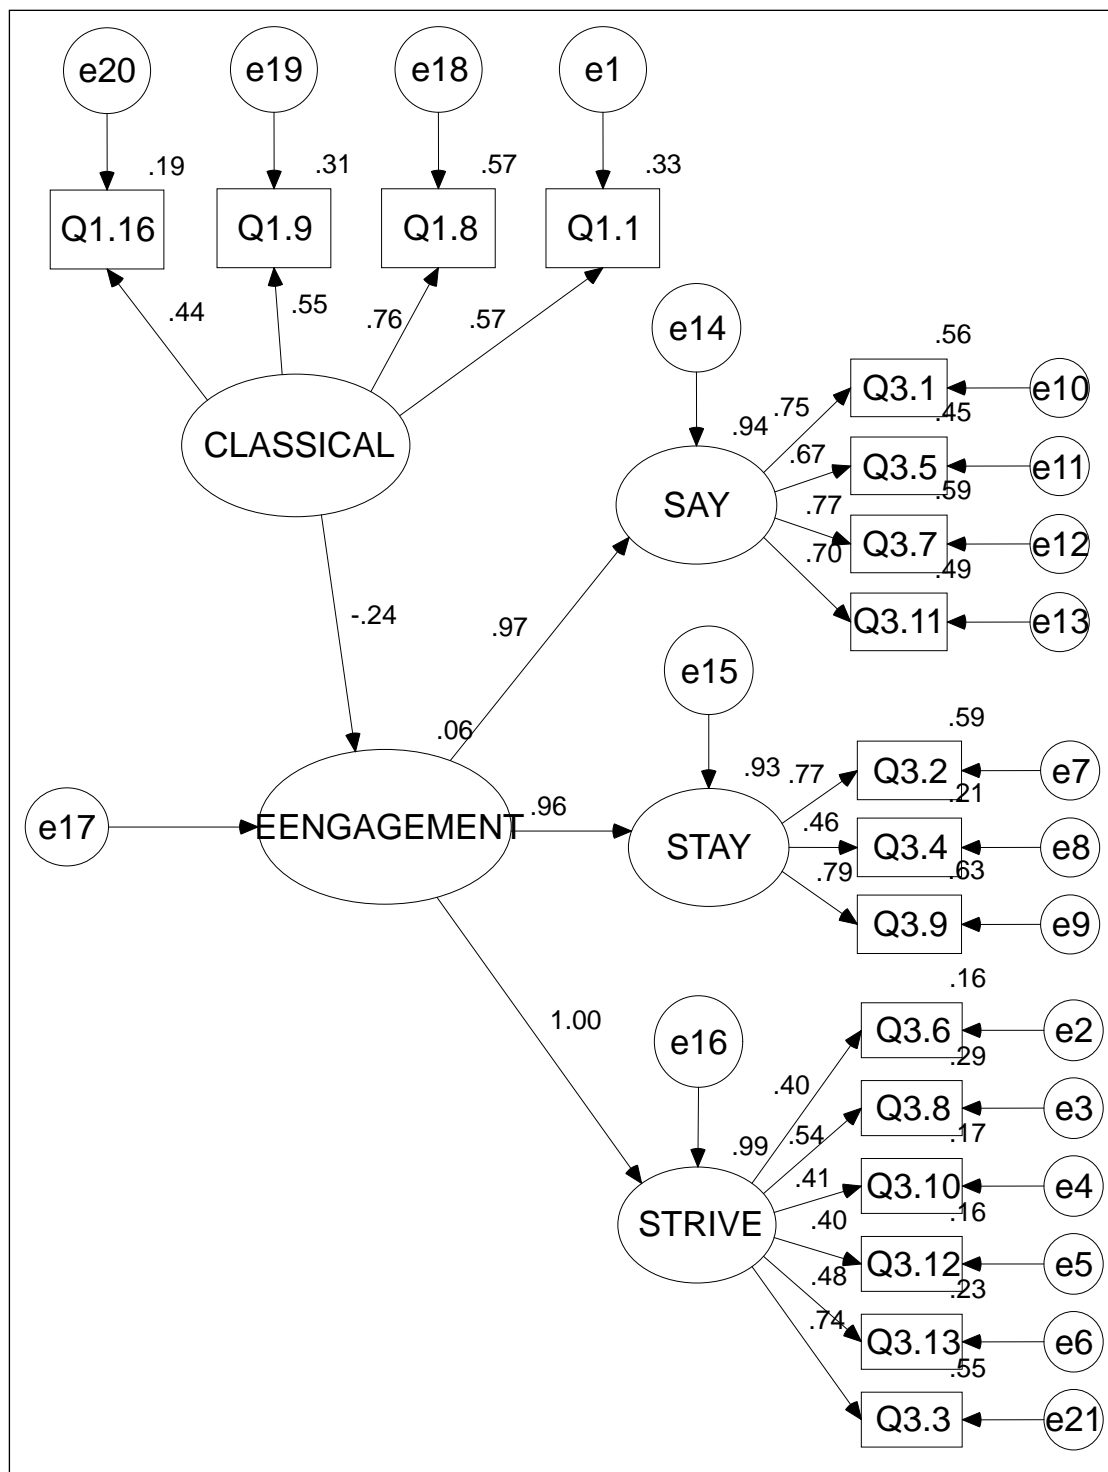 e20 e19 e18 e1
.19 .31 .57 .33
Q1.16 Q1.9 Q1.8 Q1.1
.44 .55 .76 .57
CLASSICAL
-.24
e14
.94
SAY
.75 .67 .77 .70
.56
Q3.1 e10
.45
Q3.5 e11
.59
Q3.7 e12
.49
Q3.11 e13
.97
.06
e17 EENGAGEMENT .96
e15
.93
STAY
.77 .46 .79
.59
Q3.2 e7
.21
Q3.4 e8
.63
Q3.9 e9
1.00
e16
.99
STRIVE
.40 .54 .41 .40 .48 .74
.16
Q3.6 e2
.29
Q3.8 e3
.17
Q3.10 e4
.16
Q3.12 e5
.23
Q3.13 e6
.55
Q3.3 e21